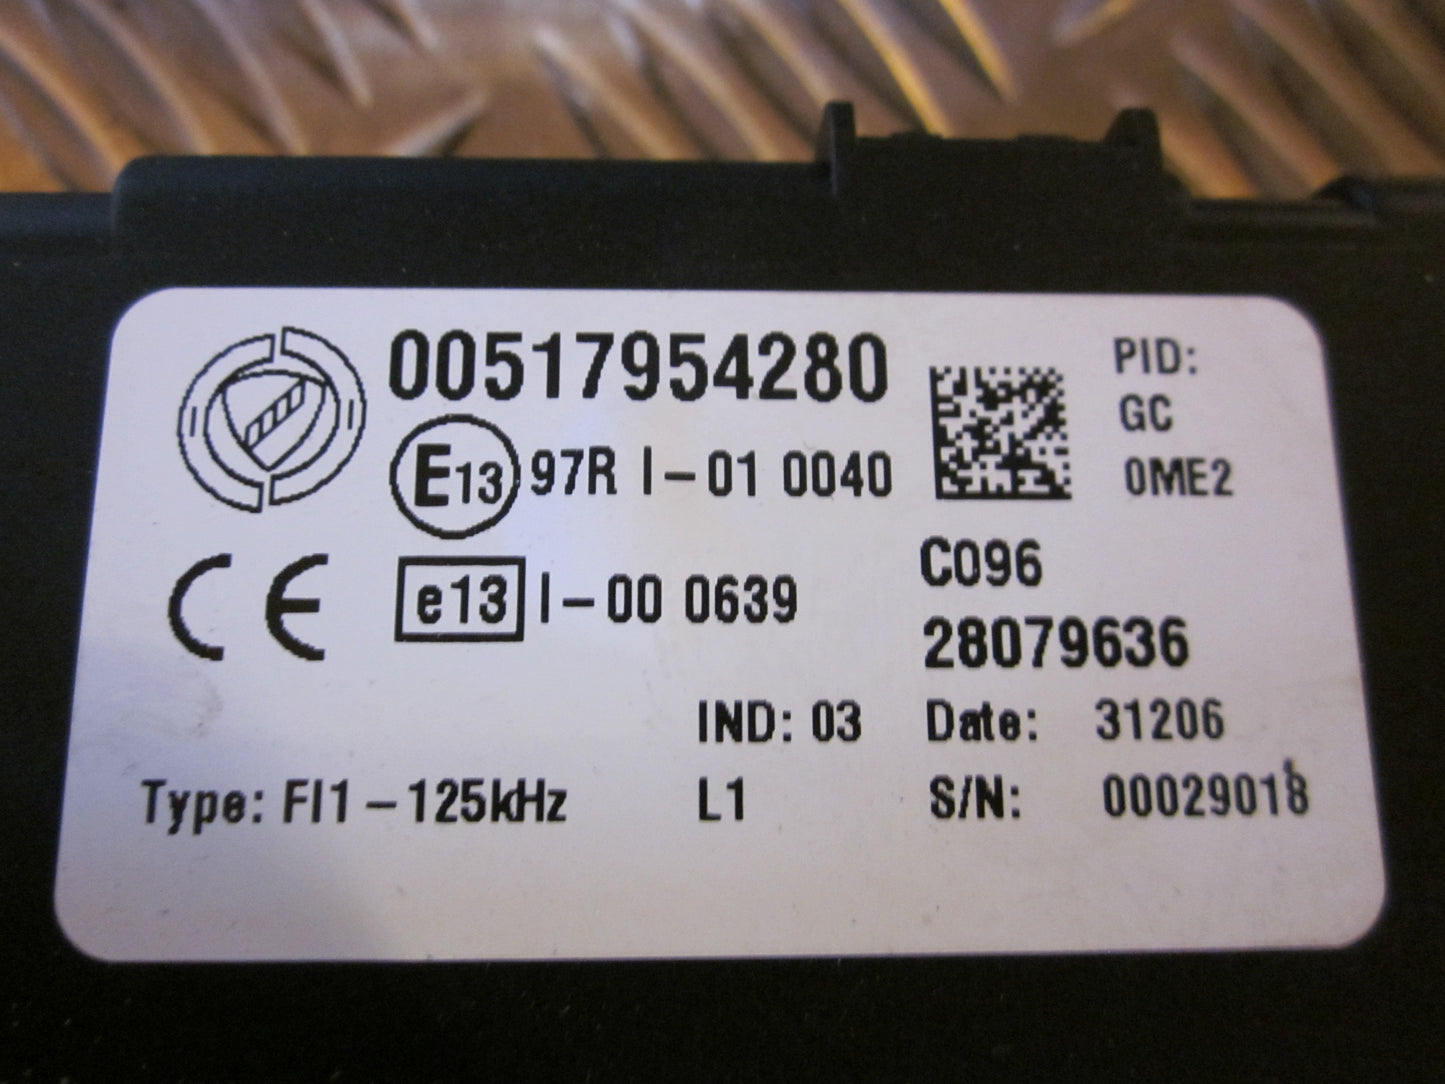 00517954280
PID:
GC
0ME2
E13 97R I-01 0040
CE
e13 I-00 0639
C096
28079636
IND: 03
Date: 31206
Type: FI1-125kHz
L1
S/N: 00029018